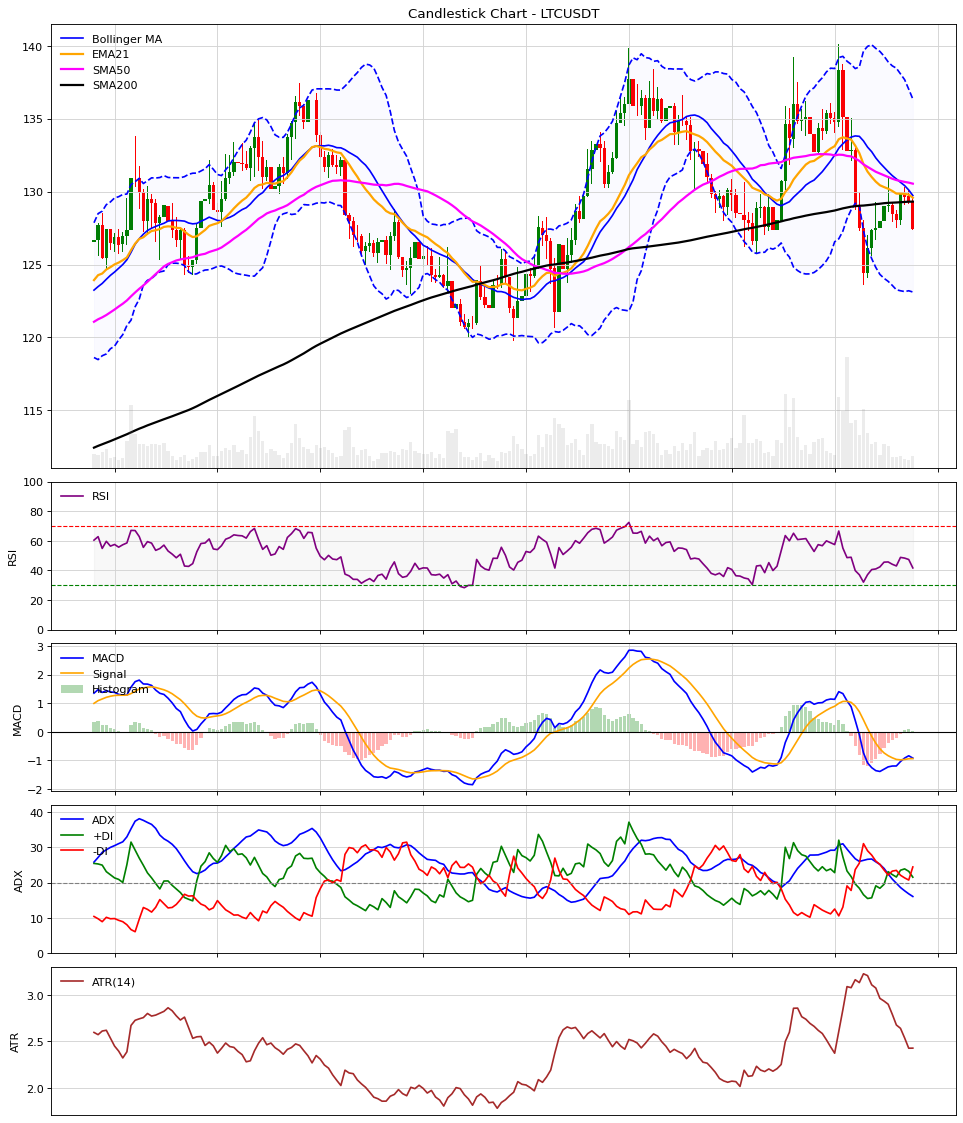 Candlestick Chart - LTCUSDT
Bollinger MA
EMA21
SMA50
SMA200
140
135
130
125
120
115
RSI
100
80
60
40
20
0
RSI
MACD
Signal
Histogram
3
2
1
0
−1
−2
MACD
ADX
+DI
-DI
40
30
20
10
0
ADX
ATR(14)
3.0
2.5
2.0
ATR